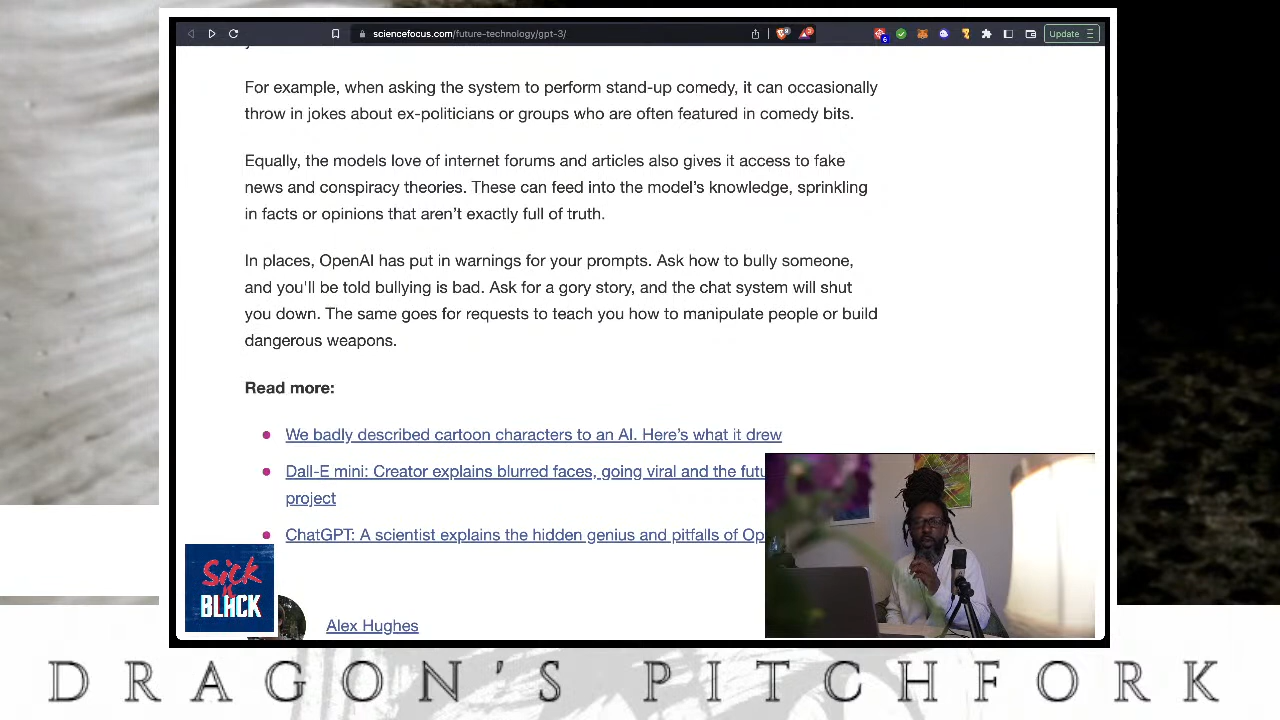 sciencefocus.com/future-technology/gpt-3/
6
Update
For example, when asking the system to perform stand-up comedy, it can occasionally
throw in jokes about ex-politicians or groups who are often featured in comedy bits.
Equally, the models love of internet forums and articles also gives it access to fake
news and conspiracy theories. These can feed into the model’s knowledge, sprinkling
in facts or opinions that aren’t exactly full of truth.
In places, OpenAI has put in warnings for your prompts. Ask how to bully someone,
and you'll be told bullying is bad. Ask for a gory story, and the chat system will shut
you down. The same goes for requests to teach you how to manipulate people or build
dangerous weapons.
Read more:
We badly described cartoon characters to an AI. Here’s what it drew
Dall-E mini: Creator explains blurred faces, going viral and the futu
project
ChatGPT: A scientist explains the hidden genius and pitfalls of Op
Sick
N
BLACK
Alex Hughes
DRAGON'S PITCHFORK